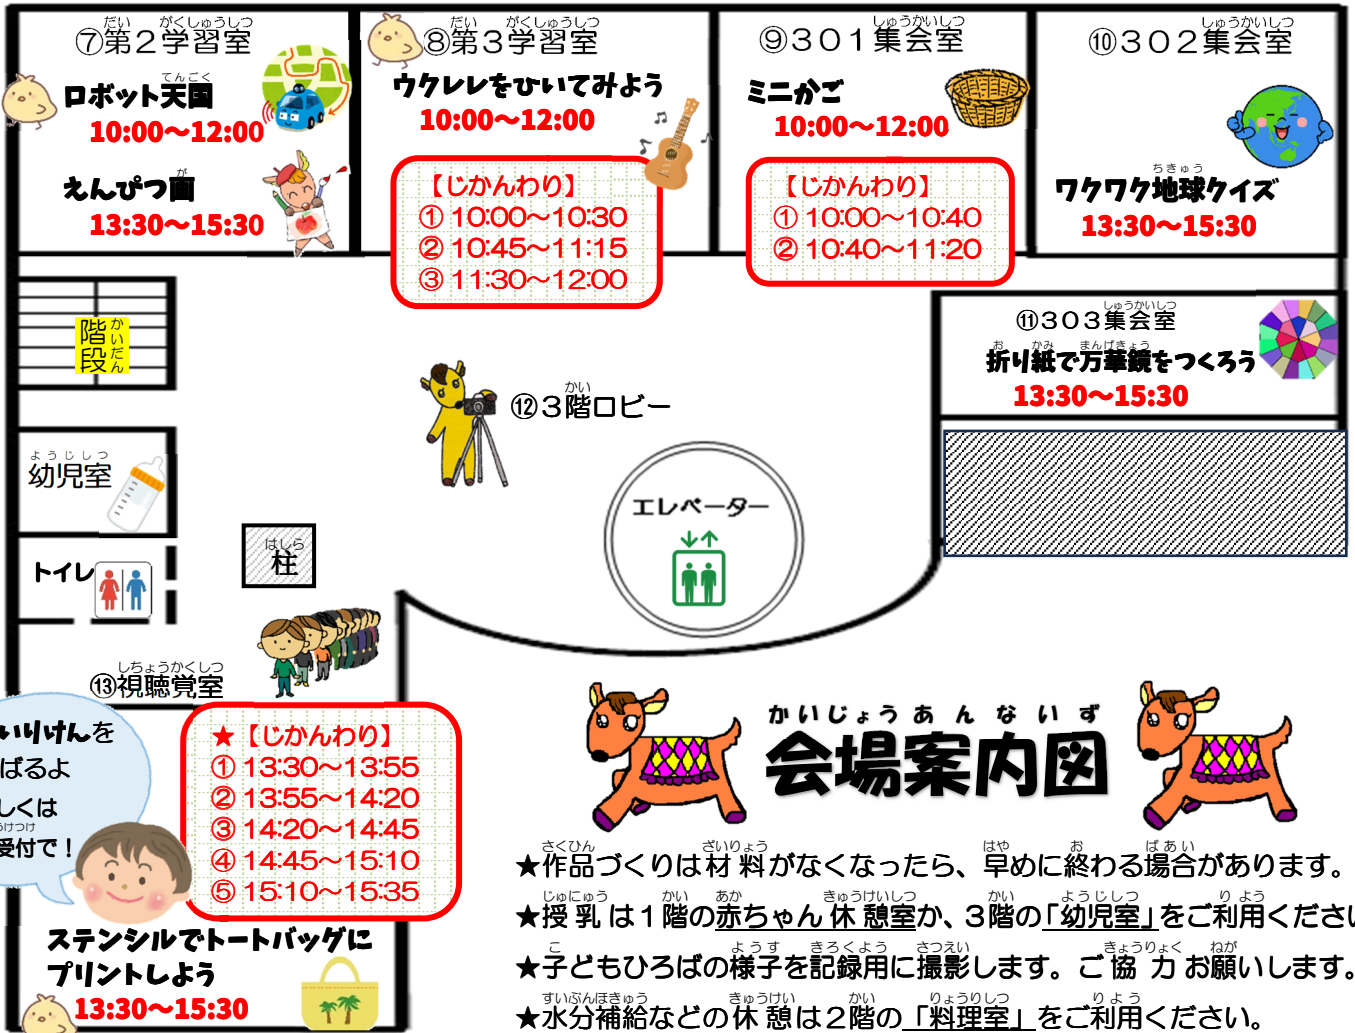 ⑦第２学習室
だい がくしゅうしつ
ロボット天国
てんごく
10:00～12:00
えんぴつ画
が
13:30～15:30
⑧第３学習室
だい がくしゅうしつ
ウクレレをひいてみよう
10:00～12:00
【じかんわり】
① 10:00～10:30
② 10:45～11:15
③ 11:30～12:00
⑨３０１集会室
しゅうかいしつ
ミニかご
10:00～12:00
【じかんわり】
① 10:00～10:40
② 10:40～11:20
⑩３０２集会室
しゅうかいしつ
ワクワク地球クイズ
ちきゅう
13:30～15:30
⑪３０３集会室
しゅうかいしつ
折り紙で万華鏡をつくろう
お かみ まんげきょう
13:30～15:30
階段
かいだん
⑫３階ロビー
かい
幼児室
ようじしつ
エレベーター
トイレ
柱
はしら
⑬視聴覚室
しちょうかくしつ
いりけんを
ばるよ
しくは
受付で！
うけつけ
★【じかんわり】
① 13:30～13:55
② 13:55～14:20
③ 14:20～14:45
④ 14:45～15:10
⑤ 15:10～15:35
ステンシルでトートバッグに
プリントしよう
13:30～15:30
かいじょうあんないず
会場案内図
さくひん ざいりょう はや お ばあい
★作品づくりは材料がなくなったら、早めに終わる場合があります。
じゅにゅう かい あか きゅうけいしつ かい ようじしつ りよう
★授乳は１階の赤ちゃん休憩室か、３階の「幼児室」をご利用くださ
こ ようす きろくよう さつえい きょうりょく ねが
★子どもひろばの様子を記録用に撮影します。ご協力お願いします。
すいぶんほきゅう きゅうけい かい りょうりしつ りよう
★水分補給などの休憩は２階の「料理室」をご利用ください。